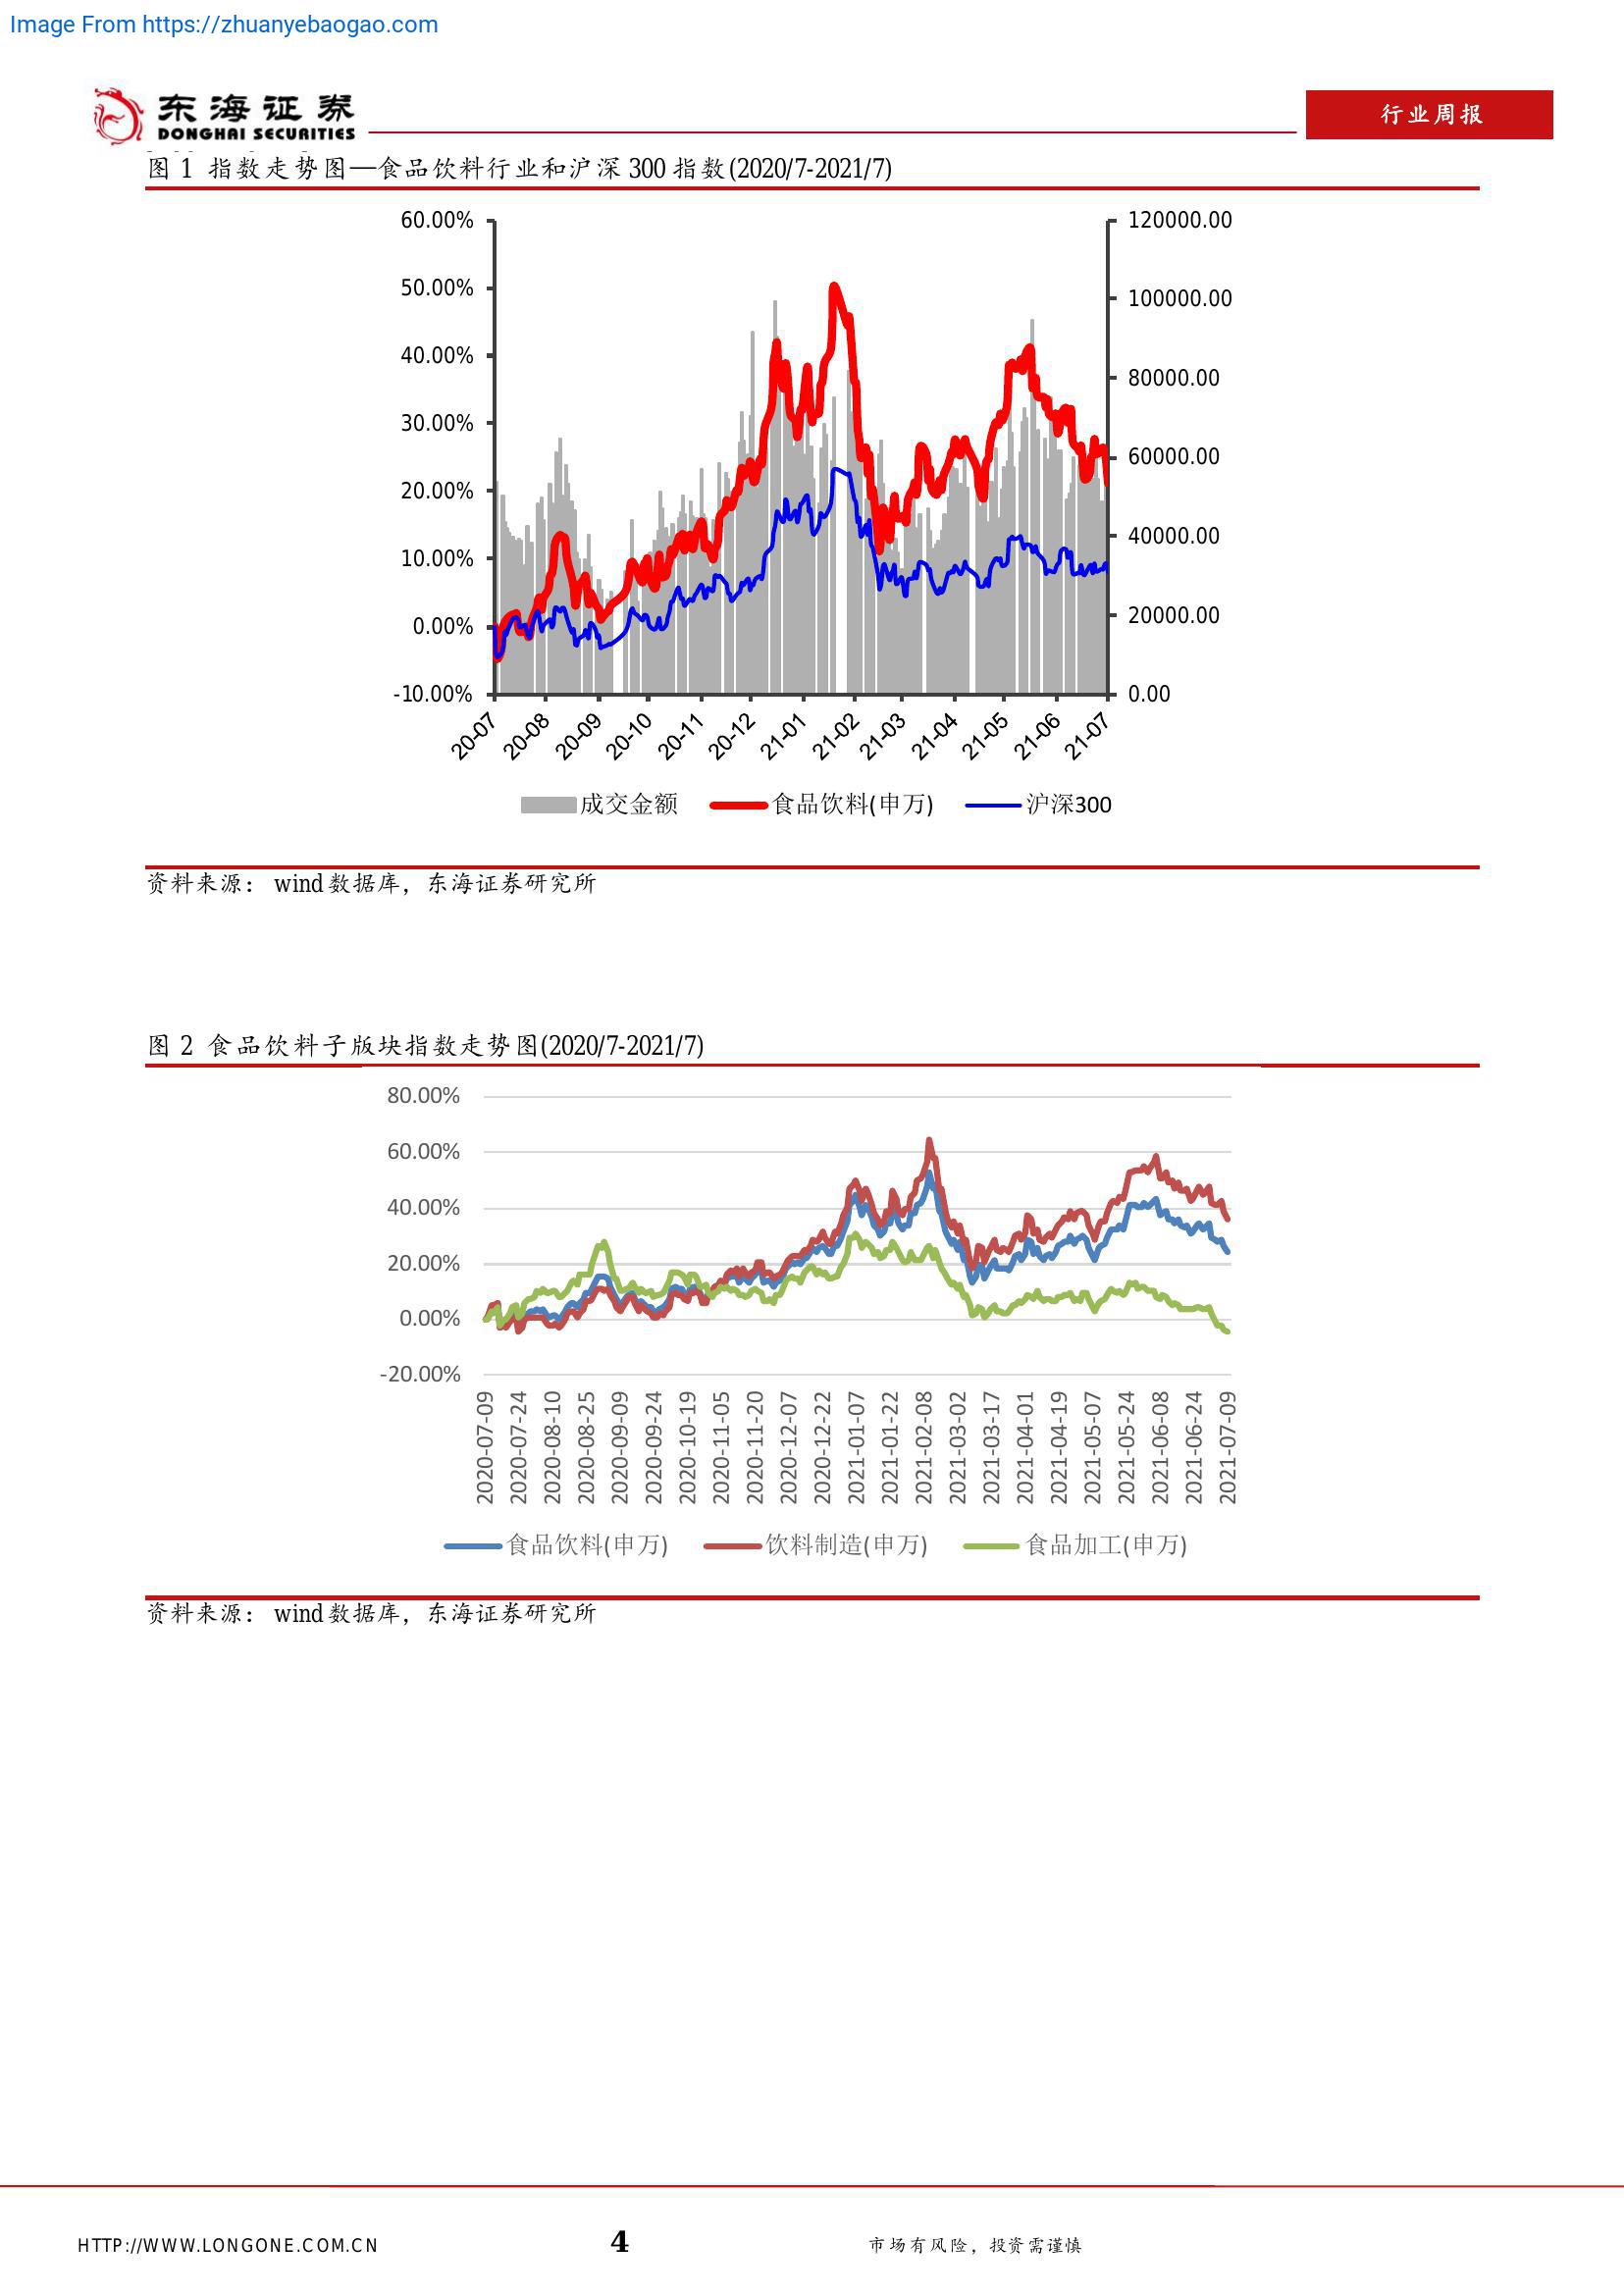 Image From https://zhuanyebaogao.com
东海证券
DONGHAI SECURITIES
行业周报
图 1 指数走势图—食品饮料行业和沪深 300 指数(2020/7-2021/7)
60.00%
50.00%
40.00%
30.00%
20.00%
10.00%
0.00%
-10.00%
120000.00
100000.00
80000.00
60000.00
40000.00
20000.00
0.00
20-07 20-08 20-09 20-10 20-11 20-12 21-01 21-02 21-03 21-04 21-05 21-06 21-07
成交金额 食品饮料(申万) 沪深300
资料来源： wind数据库，东海证券研究所
图 2 食品饮料子版块指数走势图(2020/7-2021/7)
80.00%
60.00%
40.00%
20.00%
0.00%
-20.00%
2020-07-09 2020-07-24 2020-08-10 2020-08-25 2020-09-09 2020-09-24 2020-10-19 2020-11-05 2020-11-20 2020-12-07 2020-12-22 2021-01-07 2021-01-22 2021-02-08 2021-03-02 2021-03-17 2021-04-01 2021-04-19 2021-05-07 2021-05-24 2021-06-08 2021-06-24 2021-07-09
食品饮料(申万) 饮料制造(申万) 食品加工(申万)
资料来源： wind数据库，东海证券研究所
HTTP://WWW.LONGONE.COM.CN 4 市场有风险，投资需谨慎